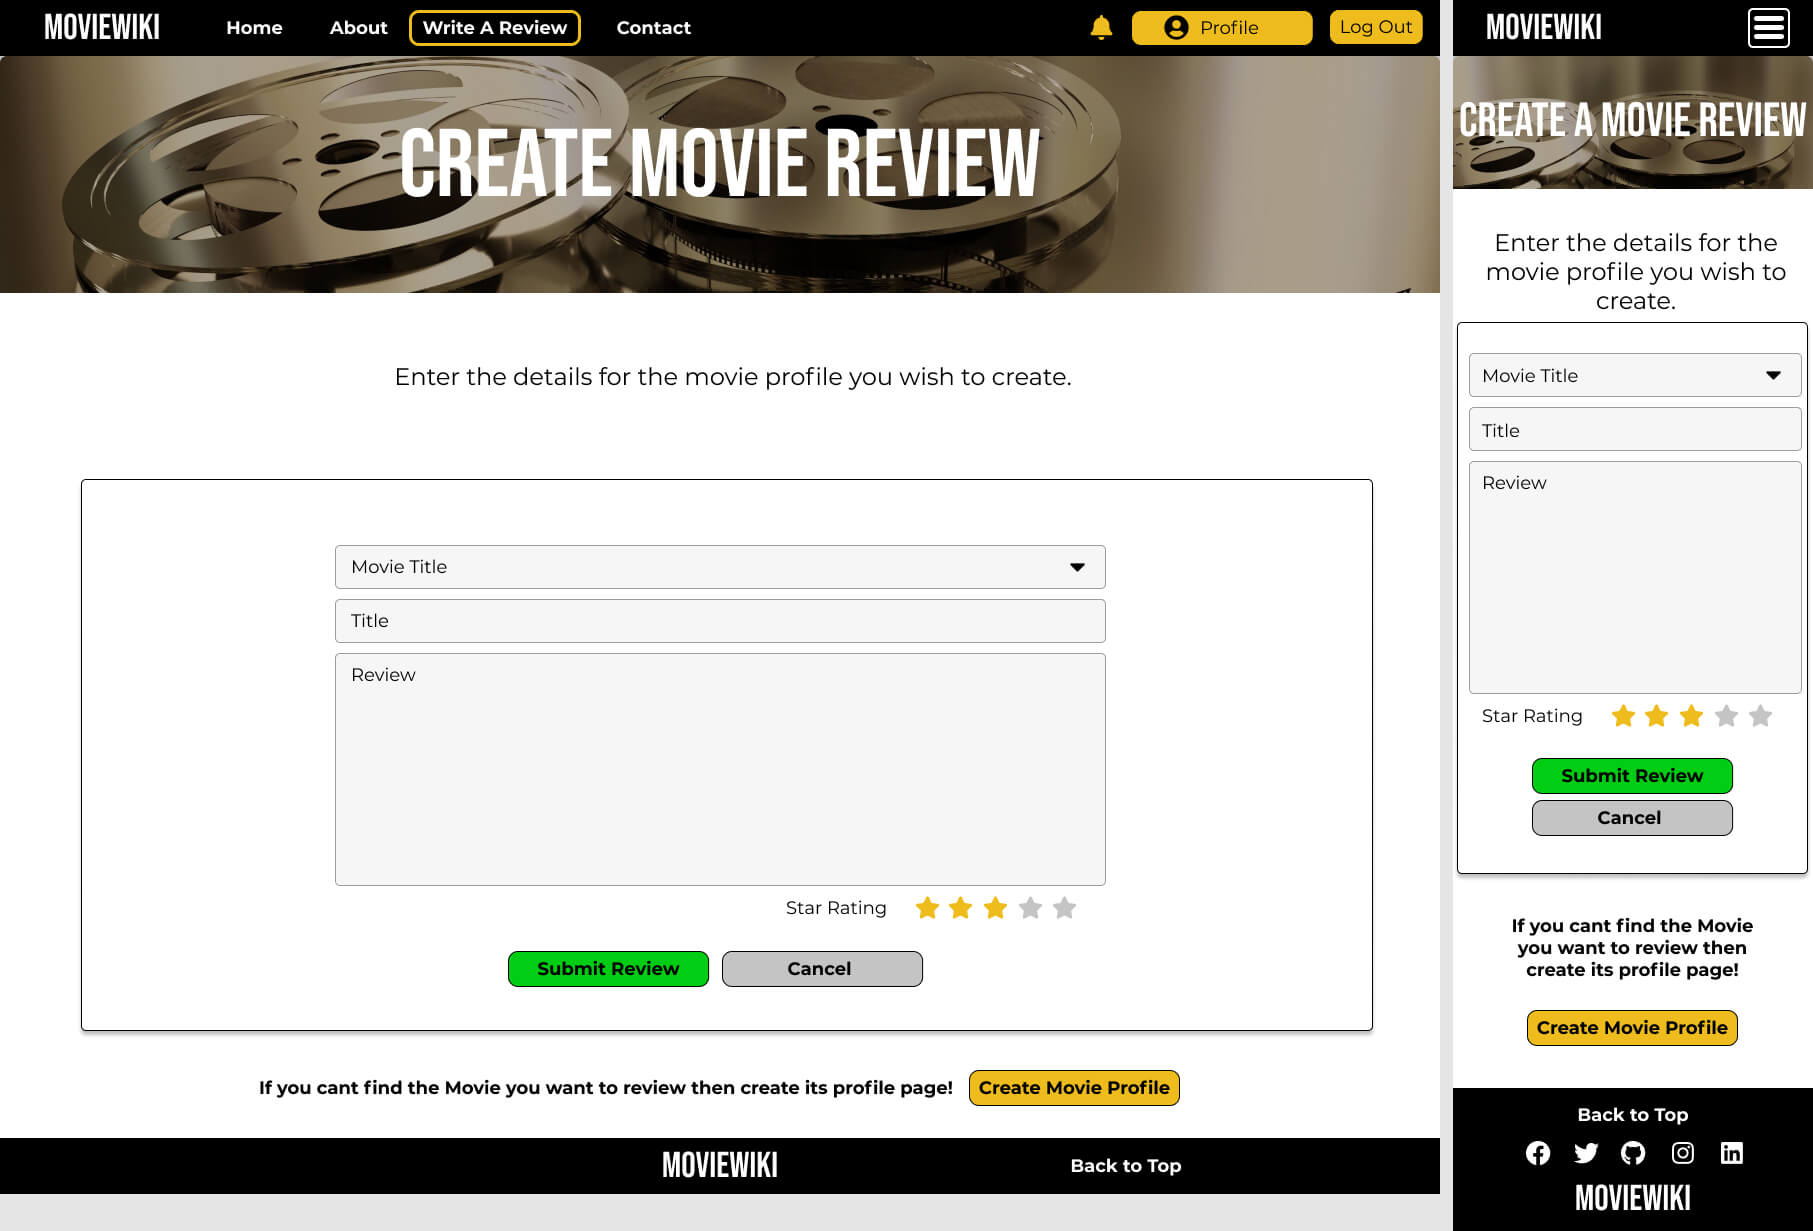 MOVIEWIKI
Home About Write A Review Contact
Profile Log Out
CREATE MOVIE REVIEW
Enter the details for the movie profile you wish to create.
Movie Title
Title
Review
Star Rating
Submit Review Cancel
If you cant find the Movie you want to review then create its profile page! Create Movie Profile
MOVIEWIKI Back to Top
MOVIEWIKI
CREATE A MOVIE REVIEW
Enter the details for the
movie profile you wish to
create.
Movie Title
Title
Review
Star Rating
Submit Review
Cancel
If you cant find the Movie
you want to review then
create its profile page!
Create Movie Profile
Back to Top
MOVIEWIKI